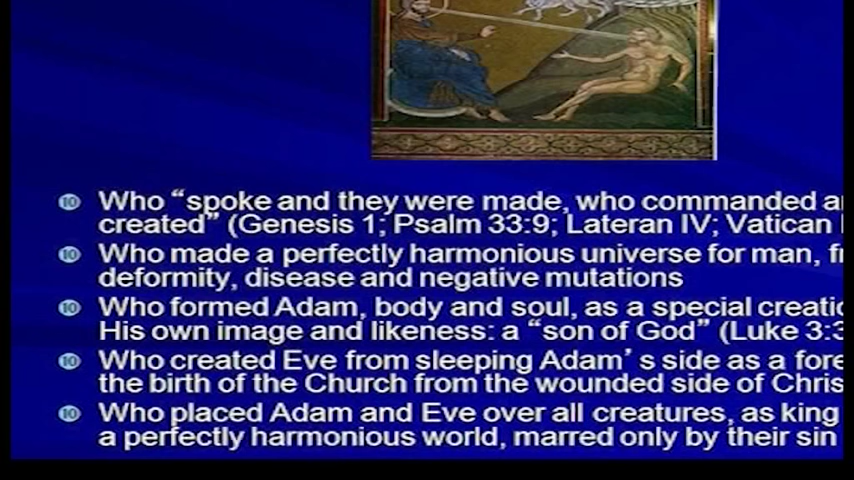 Who “spoke and they were made, who commanded a
created” (Genesis 1; Psalm 33:9; Lateran IV; Vatican
Who made a perfectly harmonious universe for man, fr
deformity, disease and negative mutations
Who formed Adam, body and soul, as a special creatio
His own image and likeness: a “son of God” (Luke 3:3
Who created Eve from sleeping Adam’ s side as a fore
the birth of the Church from the wounded side of Chris
Who placed Adam and Eve over all creatures, as king
a perfectly harmonious world, marred only by their sin